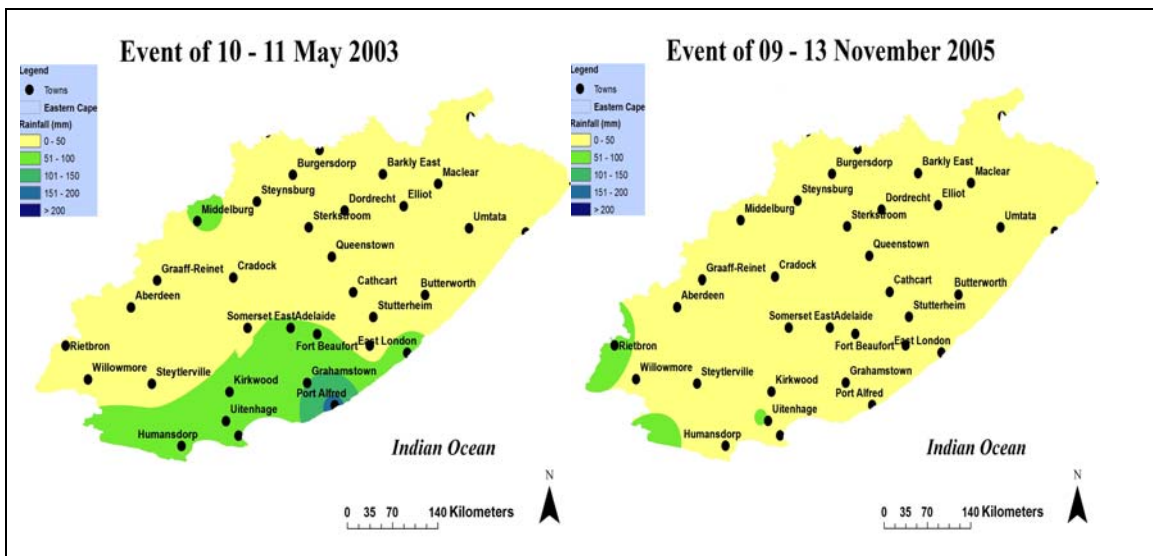 Event of 10 - 11 May 2003
Legend
Towns
Eastern Cape
Rainfall (mm)
0 - 50
51 - 100
101 - 150
151 - 200
> 200
Burgersdorp
Barkly East
Maclear
Steynsburg
Dordrecht
Elliot
Middelburg
Sterkstroom
Umtata
Queenstown
Graaff-Reinet
Cradock
Cathcart
Butterworth
Aberdeen
Stutterheim
Somerset East
Adelaide
Rietbron
Fort Beaufort
East London
Willowmore
Steytlerville
Kirkwood
Grahamstown
Port Alfred
Uitenhage
Humansdorp
Indian Ocean
N
0 35 70 140 Kilometers
Event of 09 - 13 November 2005
Legend
Towns
Eastern Cape
Rainfall (mm)
0 - 50
51 - 100
101 - 150
151 - 200
> 200
Burgersdorp
Barkly East
Maclear
Steynsburg
Dordrecht
Elliot
Middelburg
Sterkstroom
Umtata
Queenstown
Graaff-Reinet
Cradock
Cathcart
Butterworth
Aberdeen
Stutterheim
Somerset East
Adelaide
Rietbron
Fort Beaufort
East London
Willowmore
Steytlerville
Kirkwood
Grahamstown
Port Alfred
Uitenhage
Humansdorp
Indian Ocean
N
0 35 70 140 Kilometers